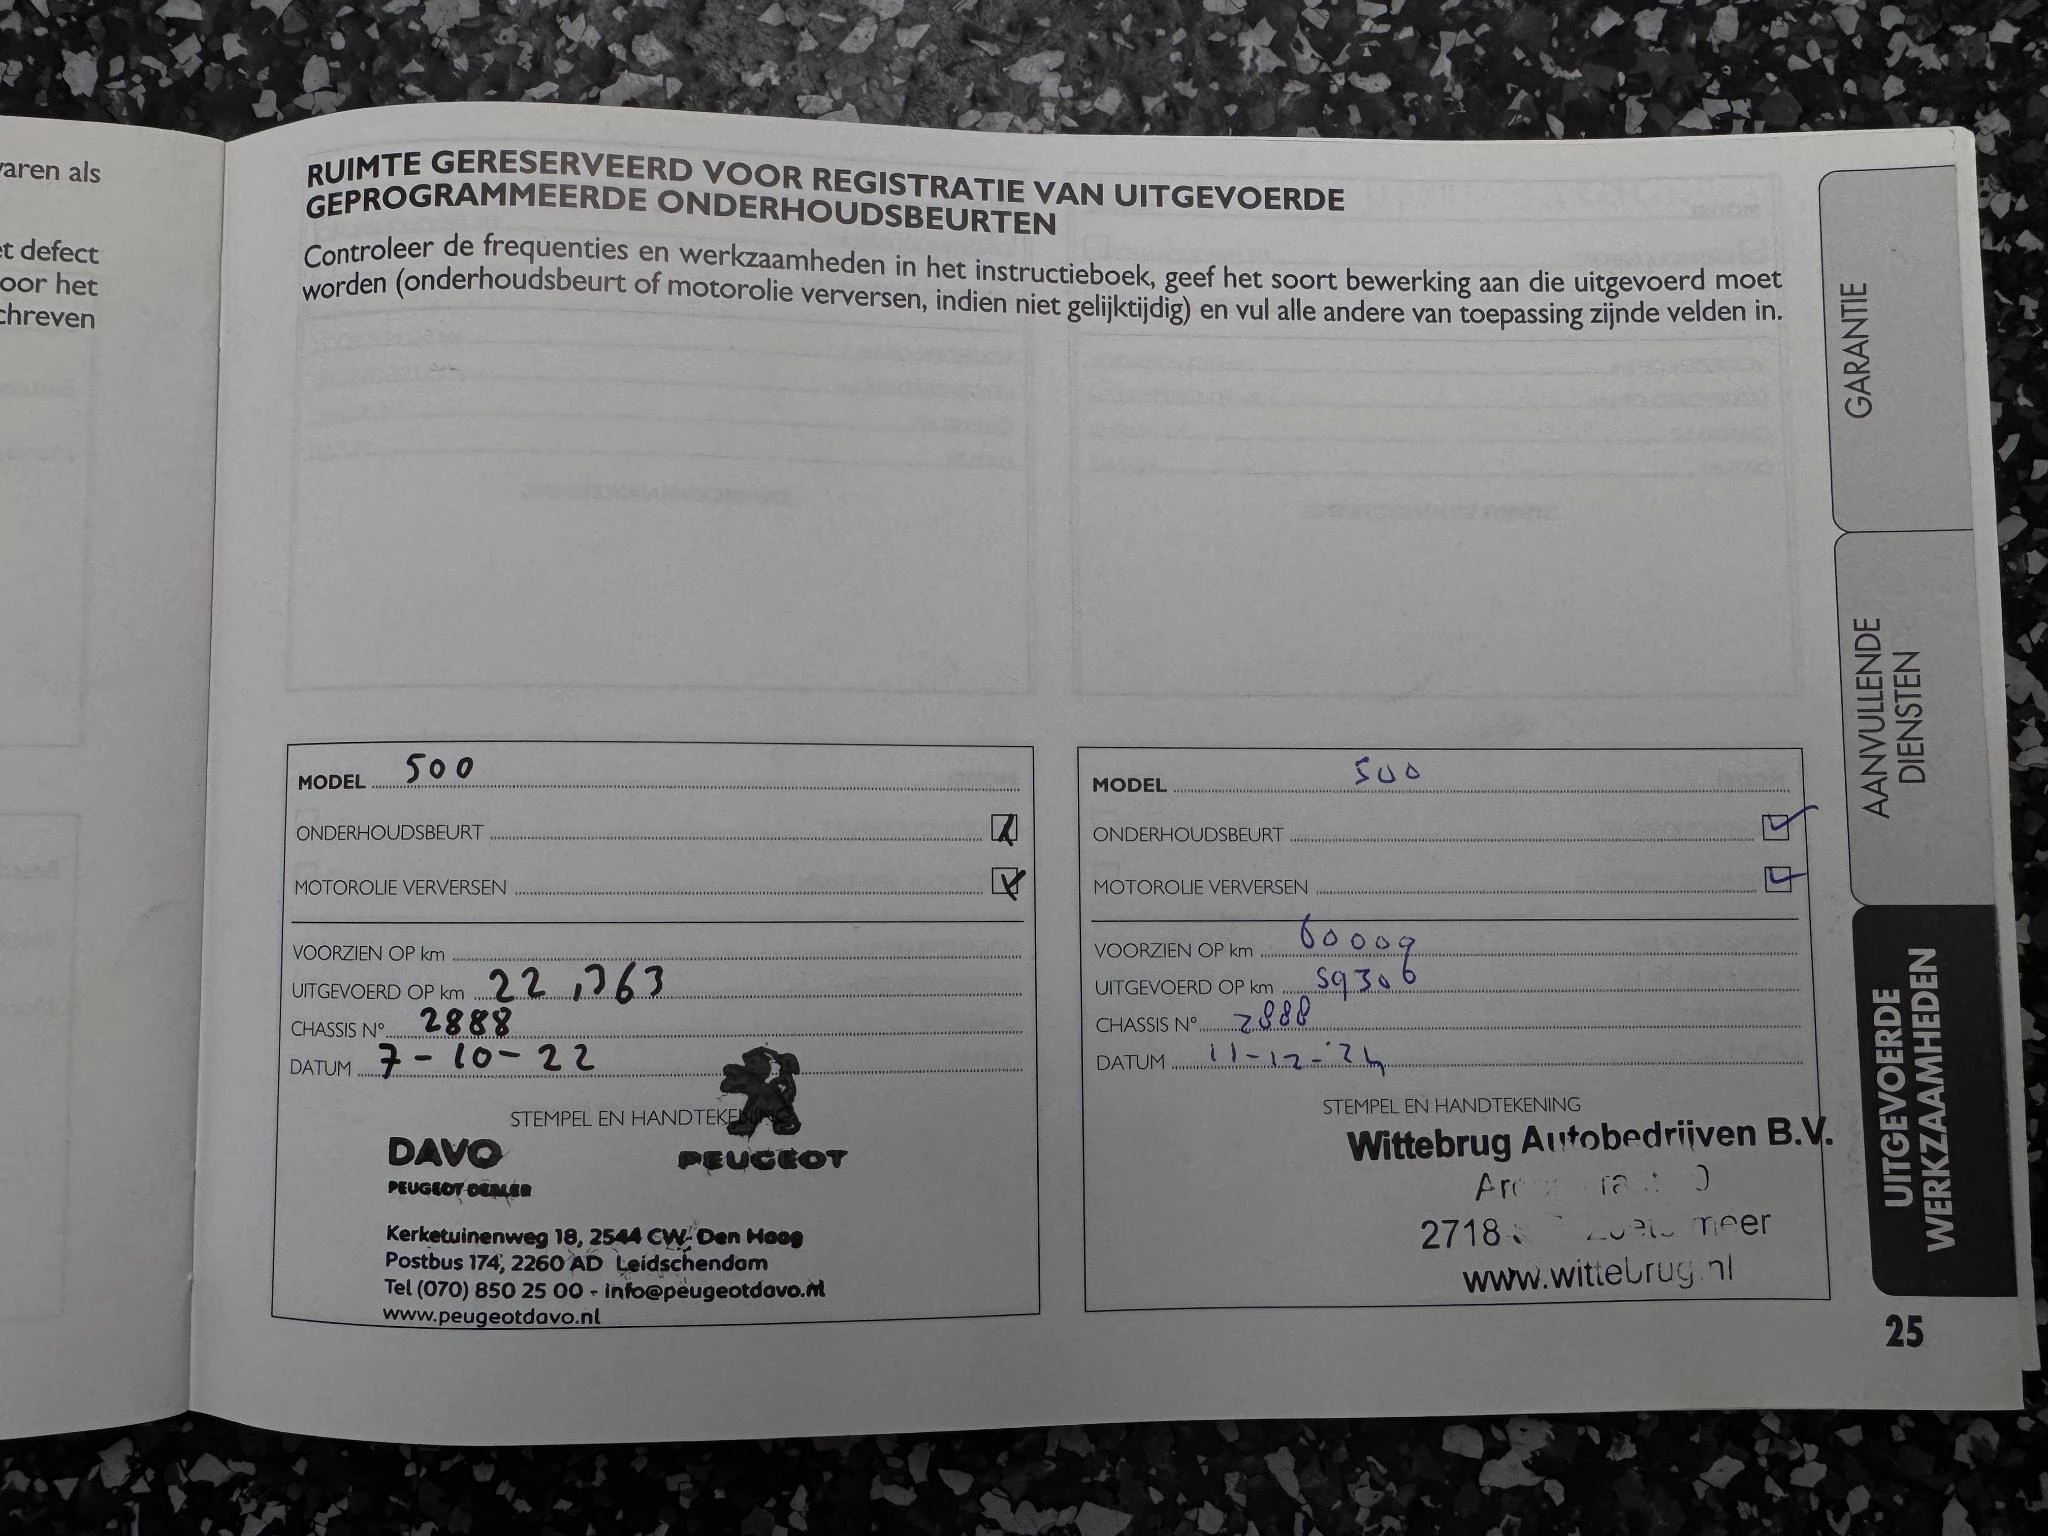 aren als
t defect
oor het
chreven
RUIMTE GERESERVEERD VOOR REGISTRATIE VAN UITGEVOERDE
GEPROGRAMMEERDE ONDERHOUDSBEURTEN
Controleer de frequenties en werkzaamheden in het instructieboek, geef het soort bewerking aan die uitgevoerd moet
worden (onderhoudsbeurt of motorolie verversen, indien niet gelijktijdig) en vul alle andere van toepassing zijnde velden in.
MODEL 500
ONDERHOUDSBEURT
MOTOROLIE VERVERSEN
VOORZIEN OP km
UITGEVOERD OP km 22,363
CHASSIS N° 2888
DATUM 7-10-22
STEMPEL EN HANDTEKENING
DAVO PEUGEOT
PEUGEOT DEALER
Kerketuinenweg 18, 2544 CW Den Haag
Postbus 174, 2260 AD Leidschendam
Tel (070) 850 25 00 - info@peugeotdavo.nl
www.peugeotdavo.nl
MODEL 500
ONDERHOUDSBEURT
MOTOROLIE VERVERSEN
VOORZIEN OP km 60000
UITGEVOERD OP km 59306
CHASSIS N° 2888
DATUM 11-12-'24
STEMPEL EN HANDTEKENING
Wittebrug Autobedrijven B.V.
2718
www.wittebrug.nl
GARANTIE
AANVULLENDE
DIENSTEN
UITGEVOERDE
WERKZAAMHEDEN
25